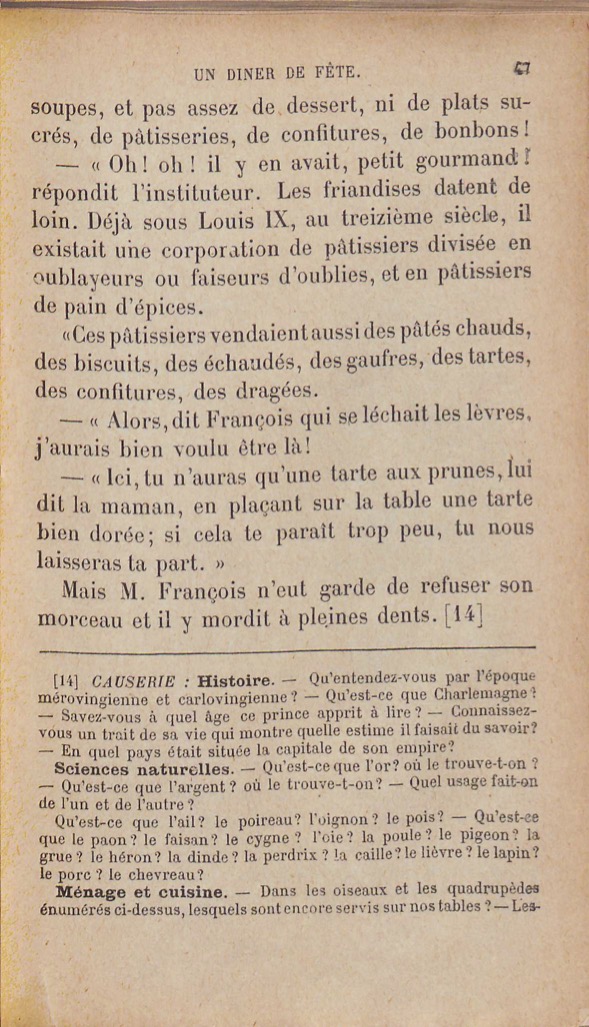 UN DINER DE FÊTE. 47
soupes, et pas assez de dessert, ni de plats su-
crés, de pâtisseries, de confitures, de bonbons!
— « Oh! oh! il y en avait, petit gourmand!
répondit l'instituteur. Les friandises datent de
loin. Déjà sous Louis IX, au treizième siècle, il
existait une corporation de pâtissiers divisée en
oublayeurs ou faiseurs d'oublies, et en pâtissiers
de pain d'épices.
«Ces pâtissiers vendaient aussi des pâtés chauds,
des biscuits, des échaudés, des gaufres, des tartes,
des confitures, des dragées.
— « Alors, dit François qui se léchait les lèvres,
j'aurais bien voulu être là!
— « Ici, tu n'auras qu'une tarte aux prunes, lui
dit la maman, en plaçant sur la table une tarte
bien dorée; si cela te paraît trop peu, tu nous
laisseras ta part. »
Mais M. François n'eut garde de refuser son
morceau et il y mordit à pleines dents. [14]
[14] CAUSERIE : Histoire. — Qu'entendez-vous par l'époque
mérovingienne et carlovingienne? — Qu'est-ce que Charlemagne?
— Savez-vous à quel âge ce prince apprit à lire? — Connaissez-
vous un trait de sa vie qui montre quelle estime il faisait du savoir?
— En quel pays était située la capitale de son empire?
Sciences naturelles. — Qu'est-ce que l'or? où le trouve-t-on?
— Qu'est-ce que l'argent? où le trouve-t-on? — Quel usage fait-on
de l'un et de l'autre?
Qu'est-ce que l'ail? le poireau? l'oignon? le pois? — Qu'est-ce
que le paon? le faisan? le cygne? l'oie? la poule? le pigeon? la
grue? le héron? la dinde? la perdrix? la caille? le lièvre? le lapin?
le porc? le chevreau?
Ménage et cuisine. — Dans les oiseaux et les quadrupèdes
énumérés ci-dessus, lesquels sont encore servis sur nos tables? — Les-